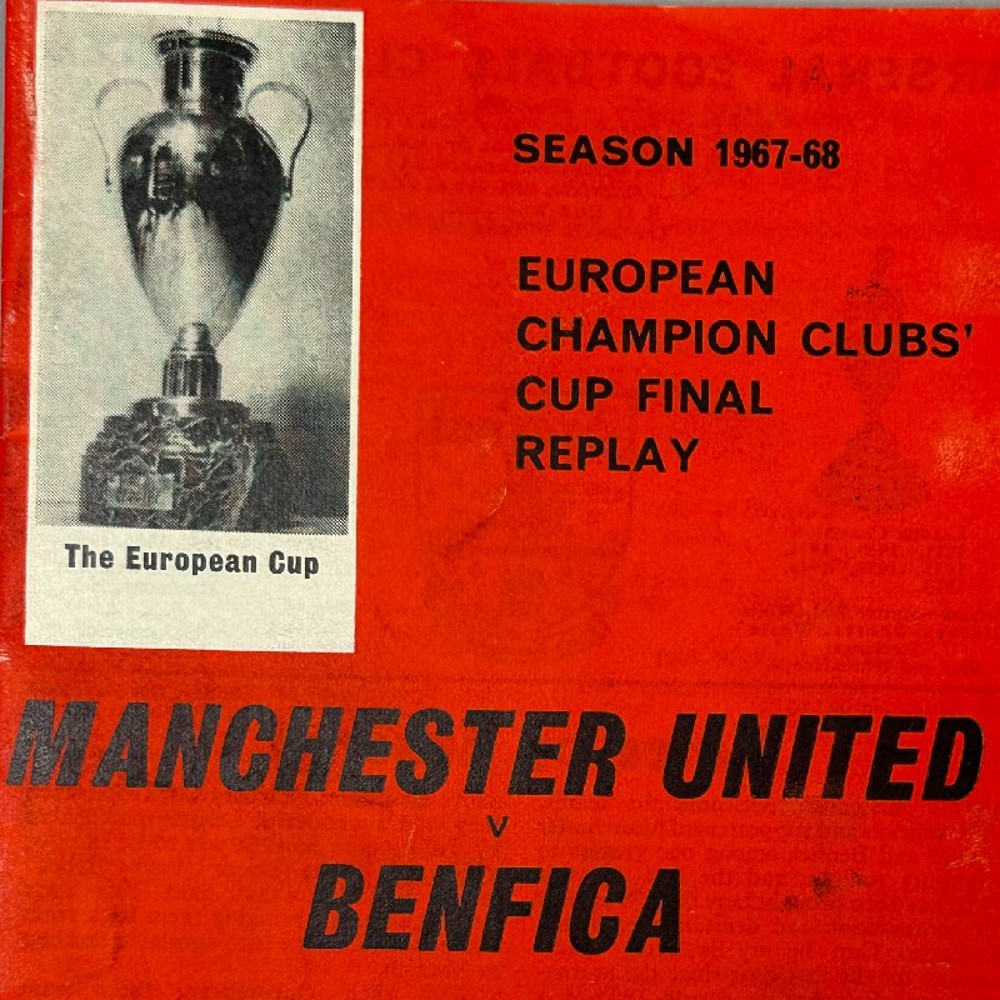 SEASON 1967-68
EUROPEAN
CHAMPION CLUBS'
CUP FINAL
REPLAY
The European Cup
MANCHESTER UNITED
v
BENFICA